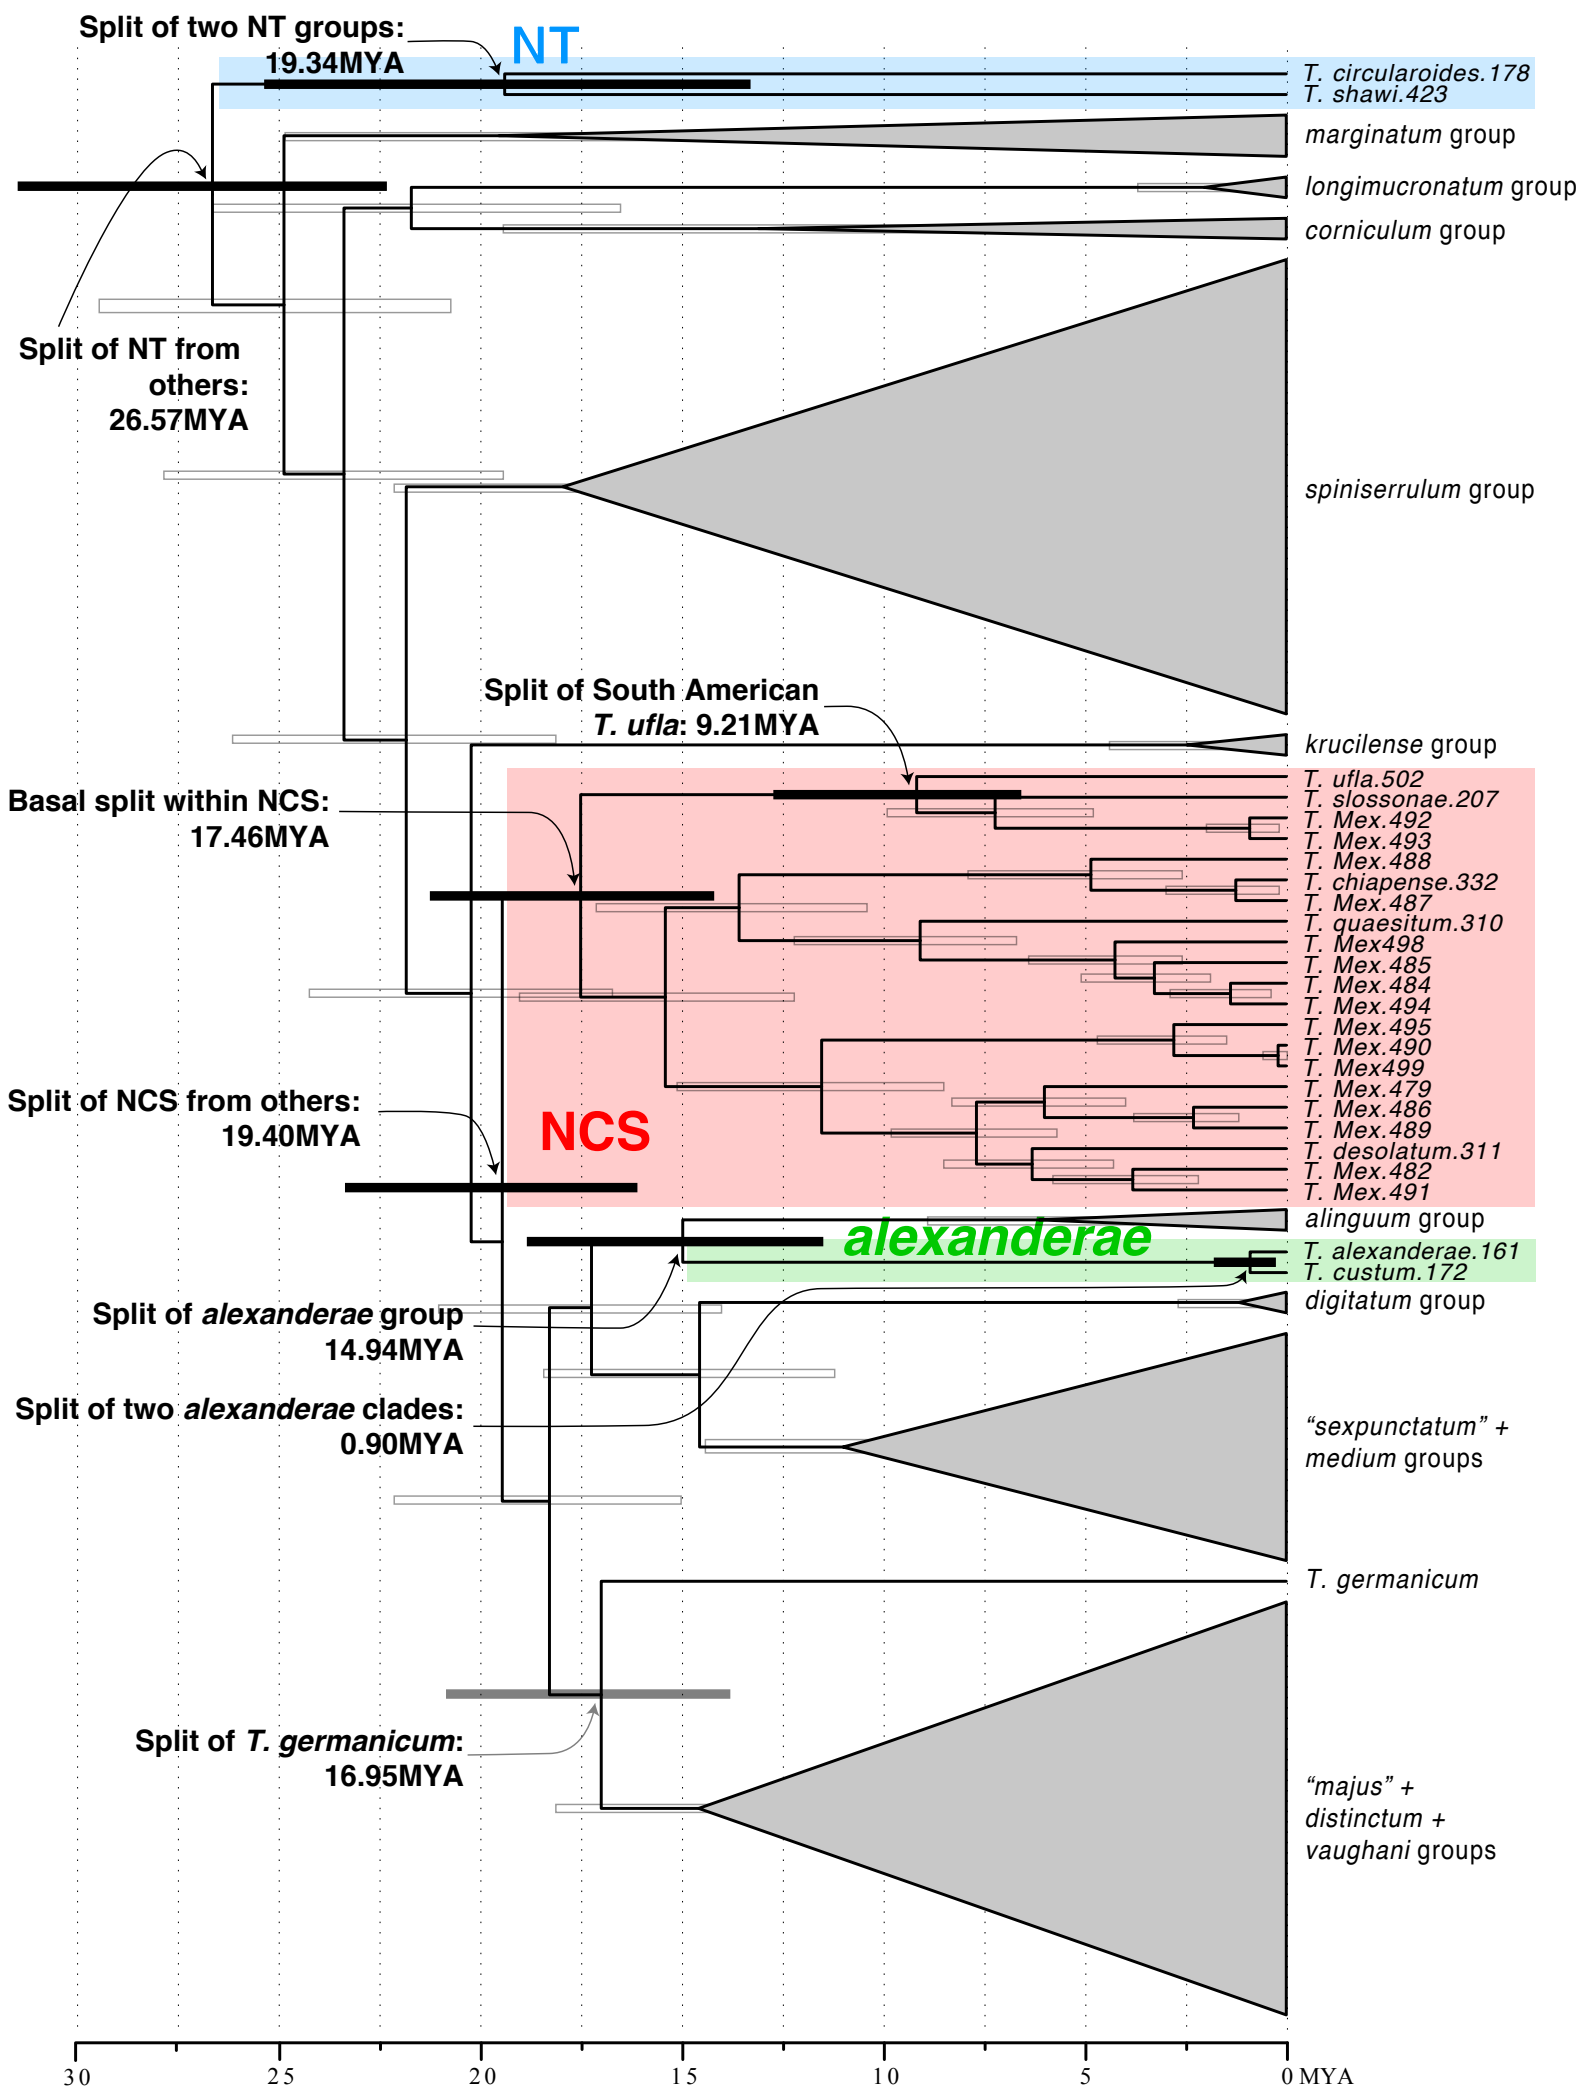 Split of two NT groups:
19.34MYA
NT
T. circularoides.178
T. shawi.423
marginatum group
longimucronatum group
corniculum group
Split of NT from
others:
26.57MYA
spiniserrulum group
Split of South American
T. ufla: 9.21MYA
krucilense group
Basal split within NCS:
17.46MYA
T. ufla.502
T. slossonae.207
T. Mex.492
T. Mex.493
T. Mex.488
T. chiapense.332
T. Mex.487
T. quaesitum.310
T. Mex498
T. Mex.485
T. Mex.484
T. Mex.494
T. Mex.495
T. Mex.490
T. Mex499
T. Mex.479
T. Mex.486
T. Mex.489
T. desolatum.311
T. Mex.482
T. Mex.491
Split of NCS from others:
19.40MYA
NCS
alinguum group
alexanderae
T. alexanderae.161
T. custum.172
digitatum group
Split of alexanderae group
14.94MYA
Split of two alexanderae clades:
0.90MYA
“sexpunctatum” +
medium groups
T. germanicum
Split of T. germanicum:
16.95MYA
“majus” +
distinctum +
vaughani groups
30 25 20 15 10 5 0 MYA